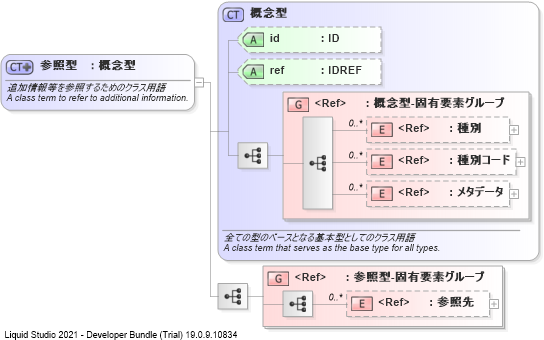 CT 概念型
A id : ID
A ref : IDREF
CT 参照型 : 概念型
追加情報等を参照するためのクラス用語
A class term to refer to additional information.
G <Ref> : 概念型-固有要素グループ
0..*
E <Ref> : 種別
0..*
E <Ref> : 種別コード
0..*
E <Ref> : メタデータ
全ての型のベースとなる基本型としてのクラス用語
A class term that serves as the base type for all types.
G <Ref> : 参照型-固有要素グループ
0..*
E <Ref> : 参照先
Liquid Studio 2021 - Developer Bundle (Trial) 19.0.9.10834